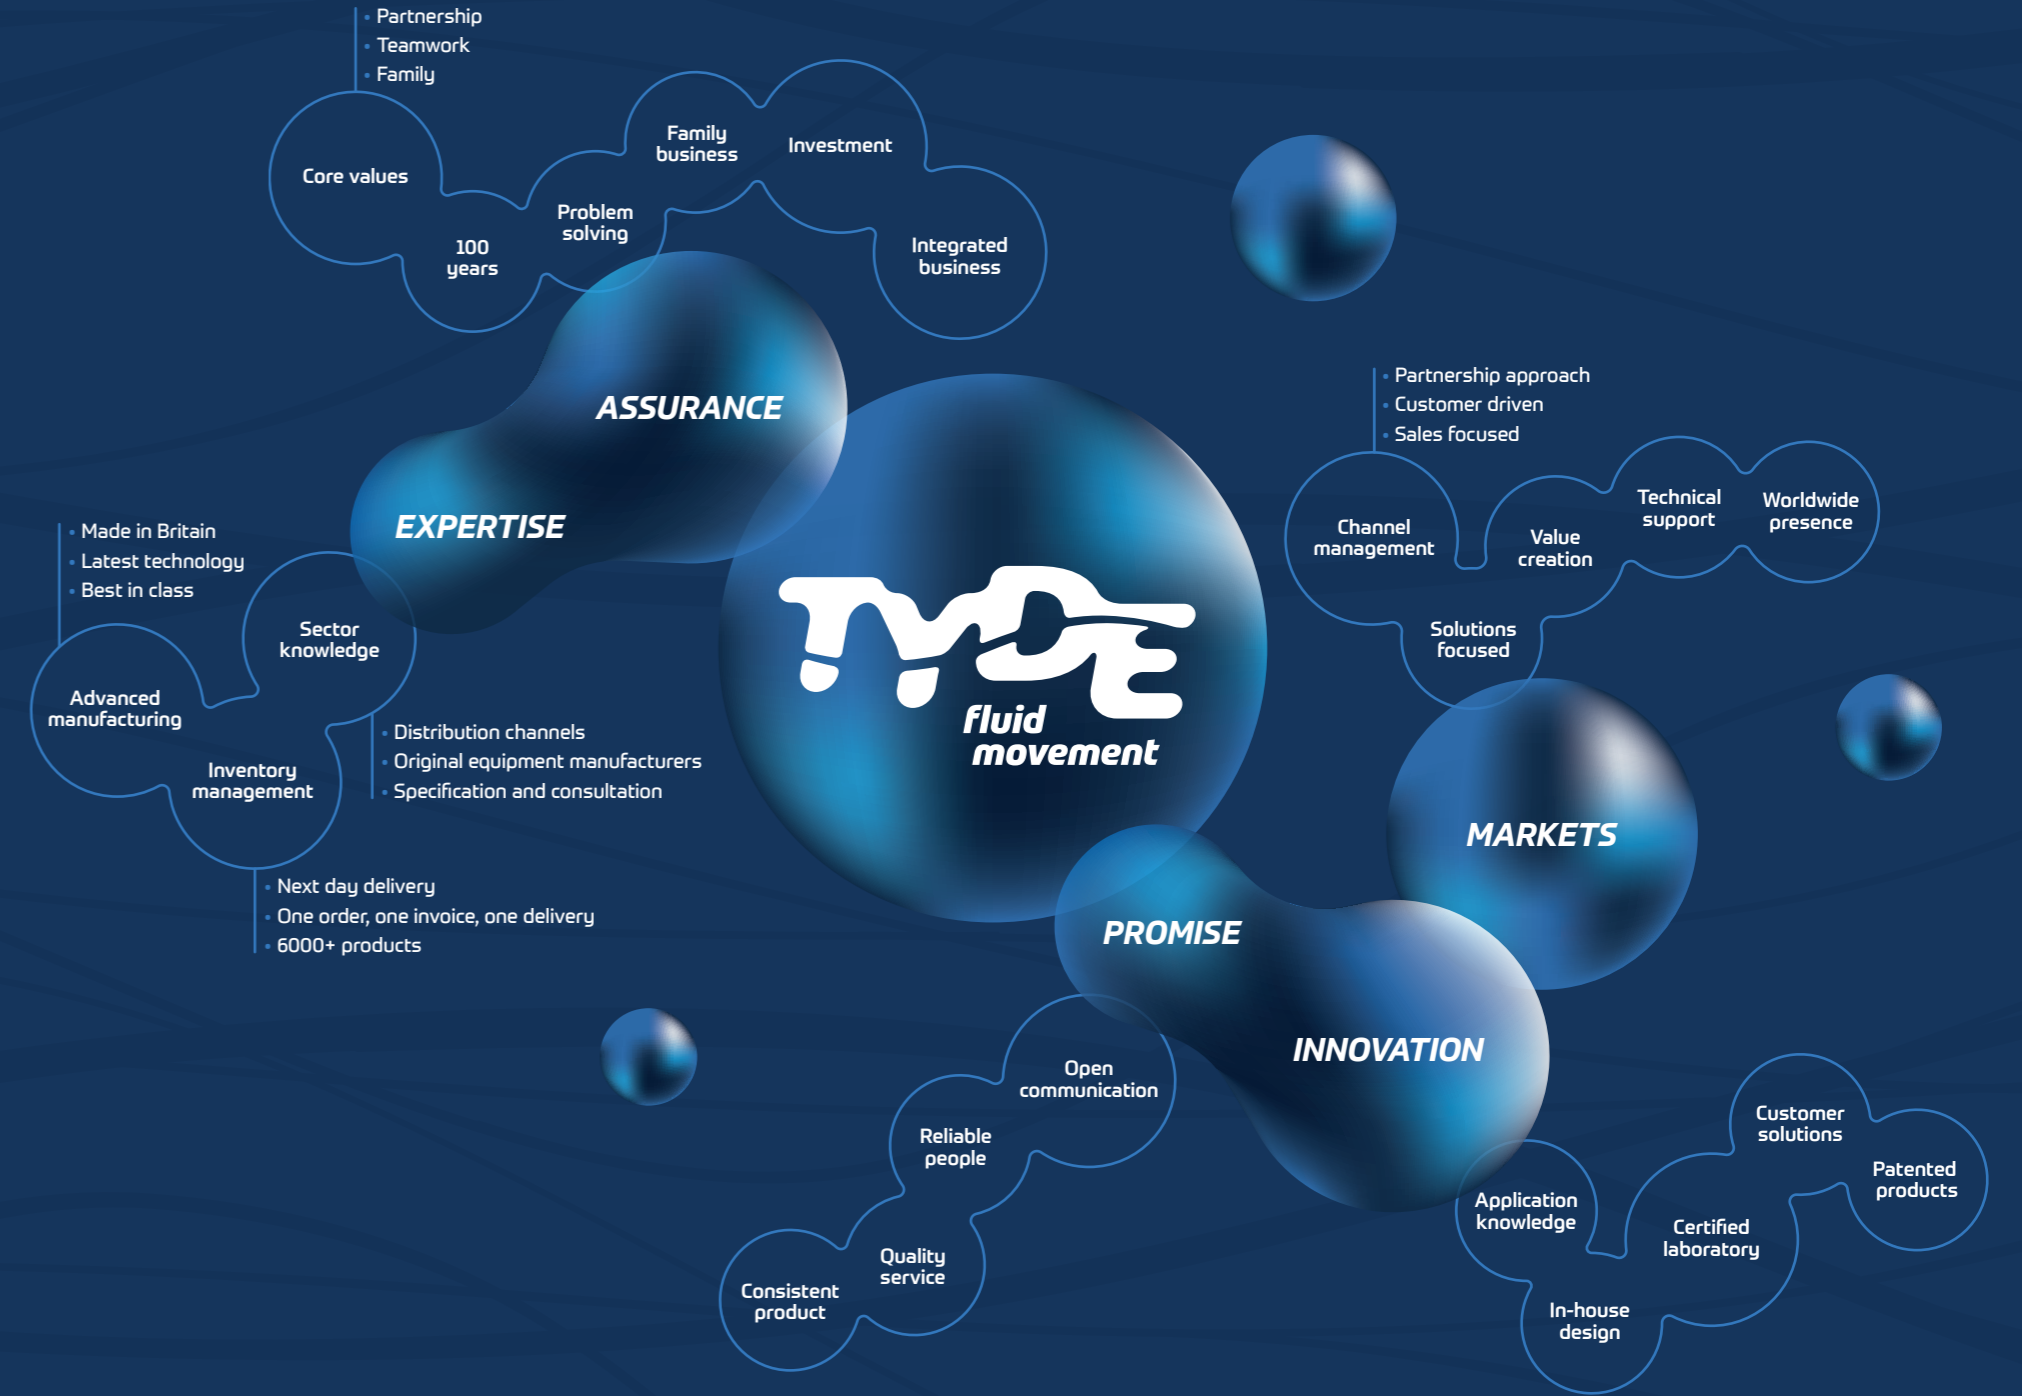 • Partnership
• Teamwork
• Family
Core values
100
years
Problem
solving
Family
business
Investment
Integrated
business
ASSURANCE
EXPERTISE
• Made in Britain
• Latest technology
• Best in class
Advanced
manufacturing
Sector
knowledge
Inventory
management
• Distribution channels
• Original equipment manufacturers
• Specification and consultation
• Next day delivery
• One order, one invoice, one delivery
• 6000+ products
TYDE
fluid
movement
• Partnership approach
• Customer driven
• Sales focused
Channel
management
Solutions
focused
Value
creation
Technical
support
Worldwide
presence
MARKETS
PROMISE
INNOVATION
Open
communication
Reliable
people
Quality
service
Consistent
product
Application
knowledge
In-house
design
Certified
laboratory
Customer
solutions
Patented
products